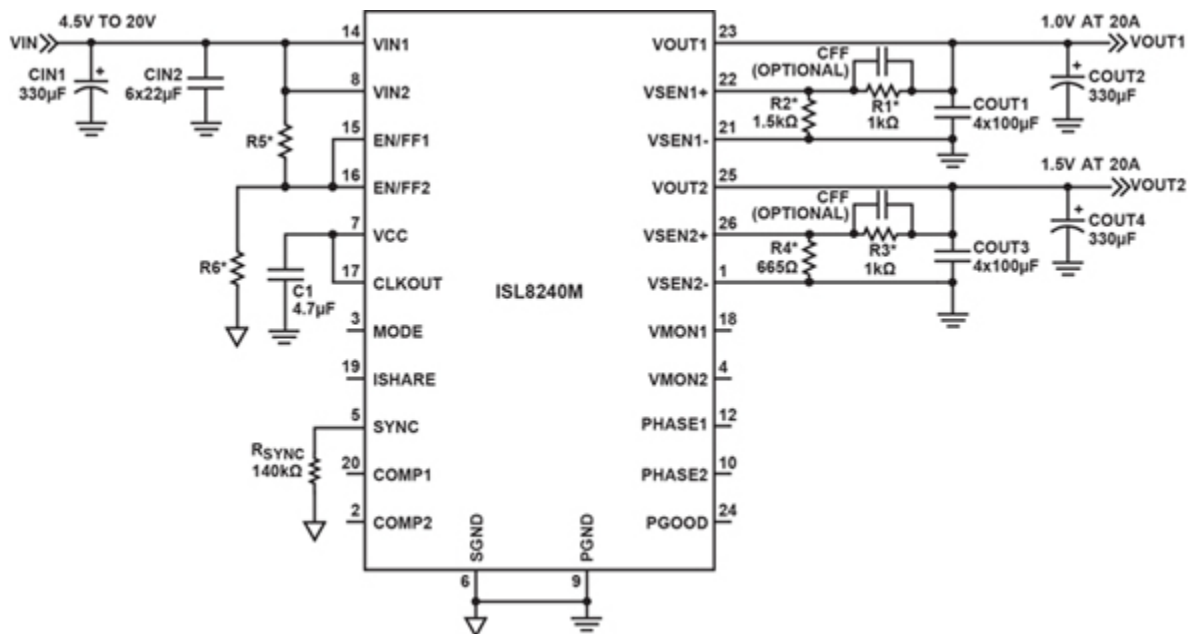 4.5V TO 20V
VIN
CIN1
330µF
CIN2
6x22µF
R5*
R6*
C1
4.7µF
RSYNC
140kΩ
14
8
15
16
7
17
3
19
5
20
2
VIN1
VIN2
EN/FF1
EN/FF2
VCC
CLKOUT
MODE
ISHARE
SYNC
COMP1
COMP2
ISL8240M
SGND
PGND
6
9
VOUT1
VSEN1+
VSEN1-
VOUT2
VSEN2+
VSEN2-
VMON1
VMON2
PHASE1
PHASE2
PGOOD
23
22
21
25
26
1
18
4
12
10
24
1.0V AT 20A
VOUT1
CFF
(OPTIONAL)
R2*
1.5kΩ
R1*
1kΩ
COUT1
4x100µF
COUT2
330µF
1.5V AT 20A
VOUT2
CFF
(OPTIONAL)
R4*
665Ω
R3*
1kΩ
COUT3
4x100µF
COUT4
330µF